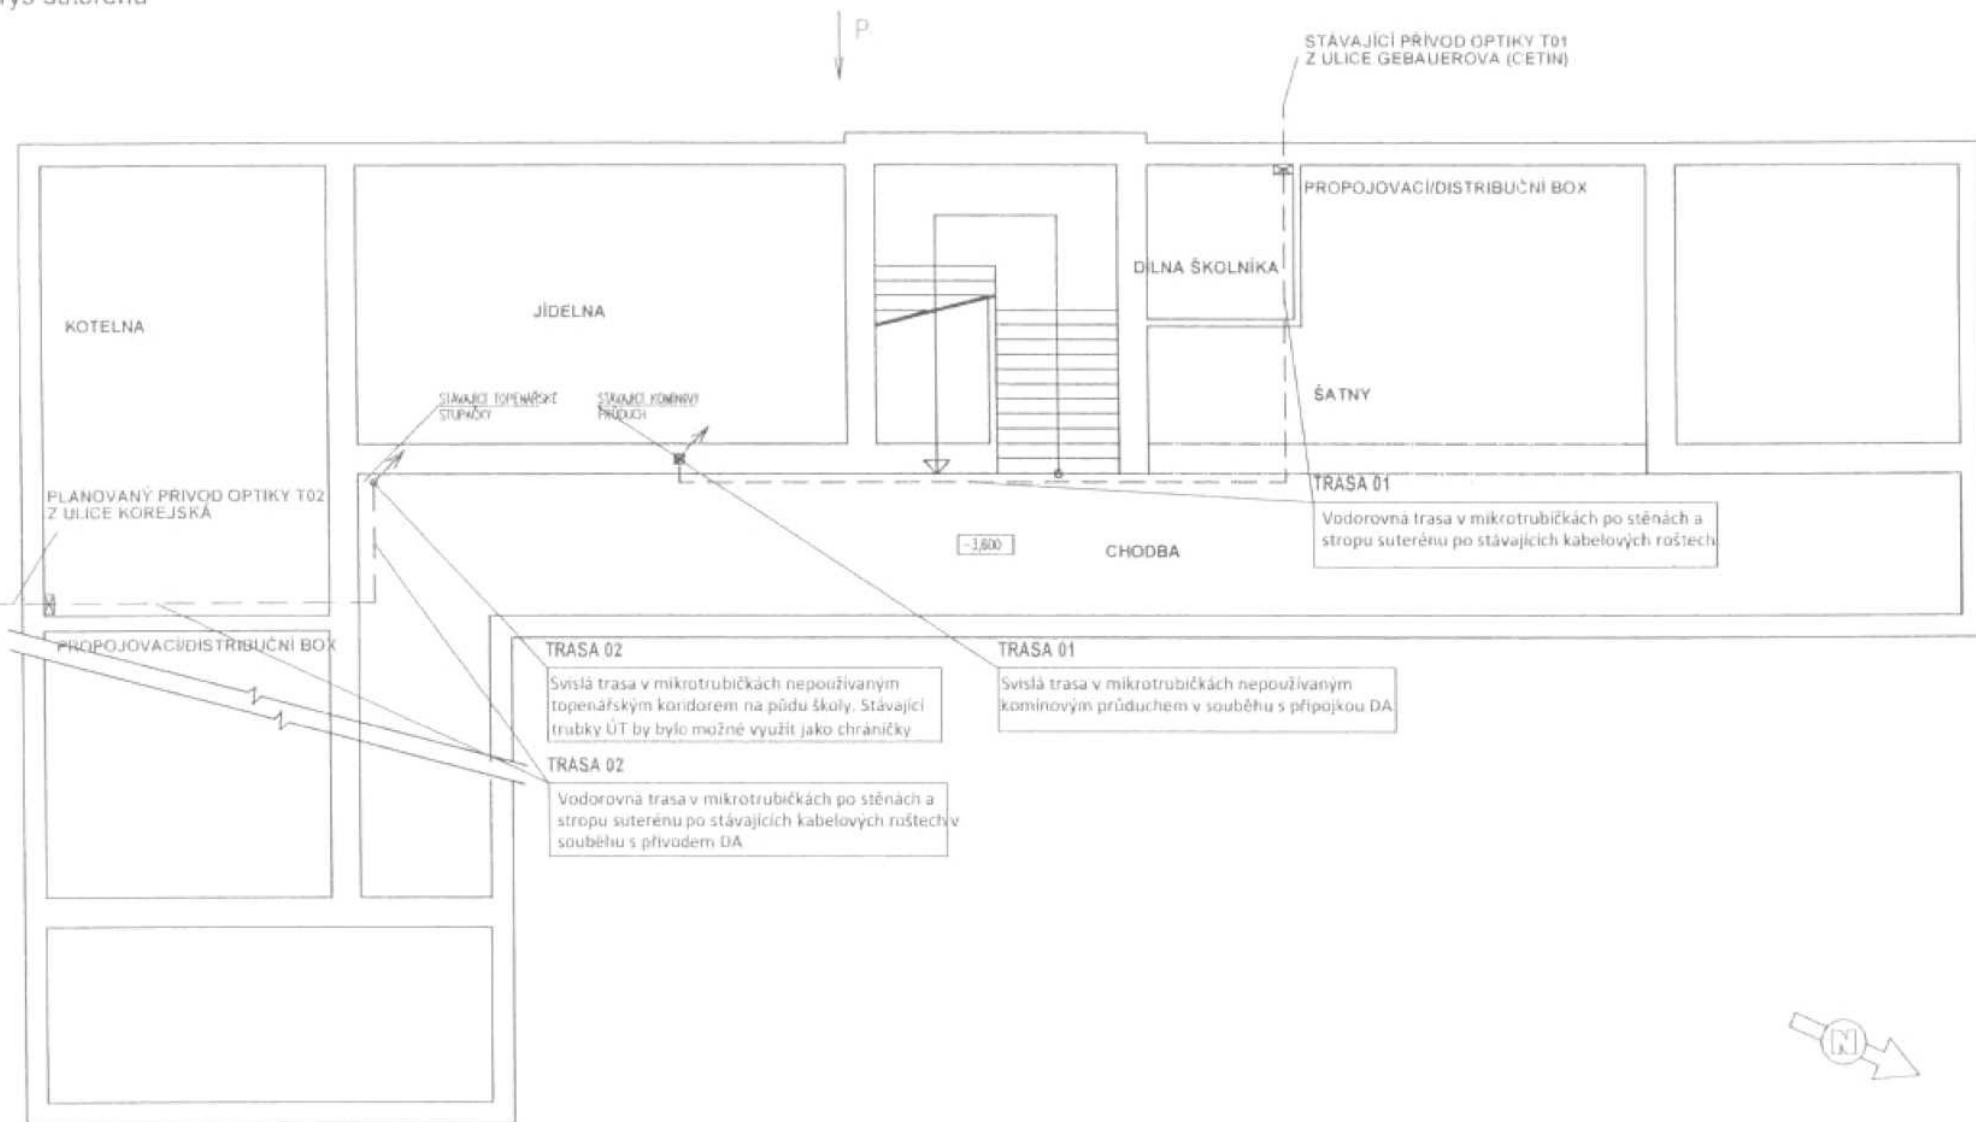 suterénu
P
STÁVAJÍCÍ PŘÍVOD OPTIKY T01
Z ULICE GEBAUEROVA (CETIN)
PROPOJOVACÍ/DISTRIBUČNÍ BOX
DÍLNA ŠKOLNÍKA
KOTELNA
JÍDELNA
STÁVAJÍCÍ TOPENÁŘSKÉ
STUPAČKY
STÁVAJÍCÍ KOMÍNOVÝ
PRŮDUCH
ŠATNY
PLÁNOVANÝ PŘÍVOD OPTIKY T02
Z ULICE KOREJSKÁ
TRASA 01
Vodorovná trasa v mikrotrubičkách po stěnách a
stropu suterénu po stávajících kabelových roštech
-3,600
CHODBA
PROPOJOVACÍ/DISTRIBUČNÍ BOX
TRASA 02
Svislá trasa v mikrotrubičkách nepoužívaným
topenářským koridorem na půdu školy. Stávající
trubky ÚT by bylo možné využít jako chráničky
TRASA 01
Svislá trasa v mikrotrubičkách nepoužívaným
komínovým průduchem v souběhu s přípojkou DA
TRASA 02
Vodorovná trasa v mikrotrubičkách po stěnách a
stropu suterénu po stávajících kabelových roštech v
souběhu s přívodem DA
N